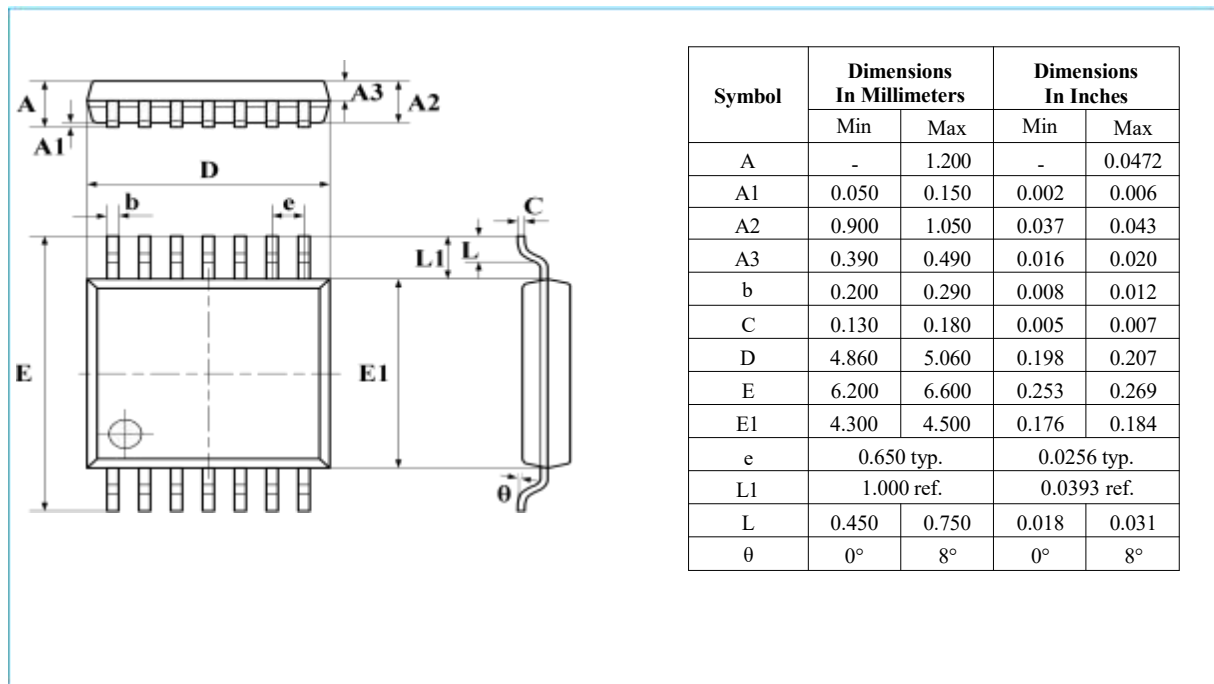 A
A1
A3
A2
D
b
e
C
L1
L
E
E1
θ
Symbol Dimensions In Millimeters Dimensions In Inches
Min Max Min Max
A - 1.200 - 0.0472
A1 0.050 0.150 0.002 0.006
A2 0.900 1.050 0.037 0.043
A3 0.390 0.490 0.016 0.020
b 0.200 0.290 0.008 0.012
C 0.130 0.180 0.005 0.007
D 4.860 5.060 0.198 0.207
E 6.200 6.600 0.253 0.269
E1 4.300 4.500 0.176 0.184
e 0.650 typ. 0.0256 typ.
L1 1.000 ref. 0.0393 ref.
L 0.450 0.750 0.018 0.031
θ 0° 8° 0° 8°